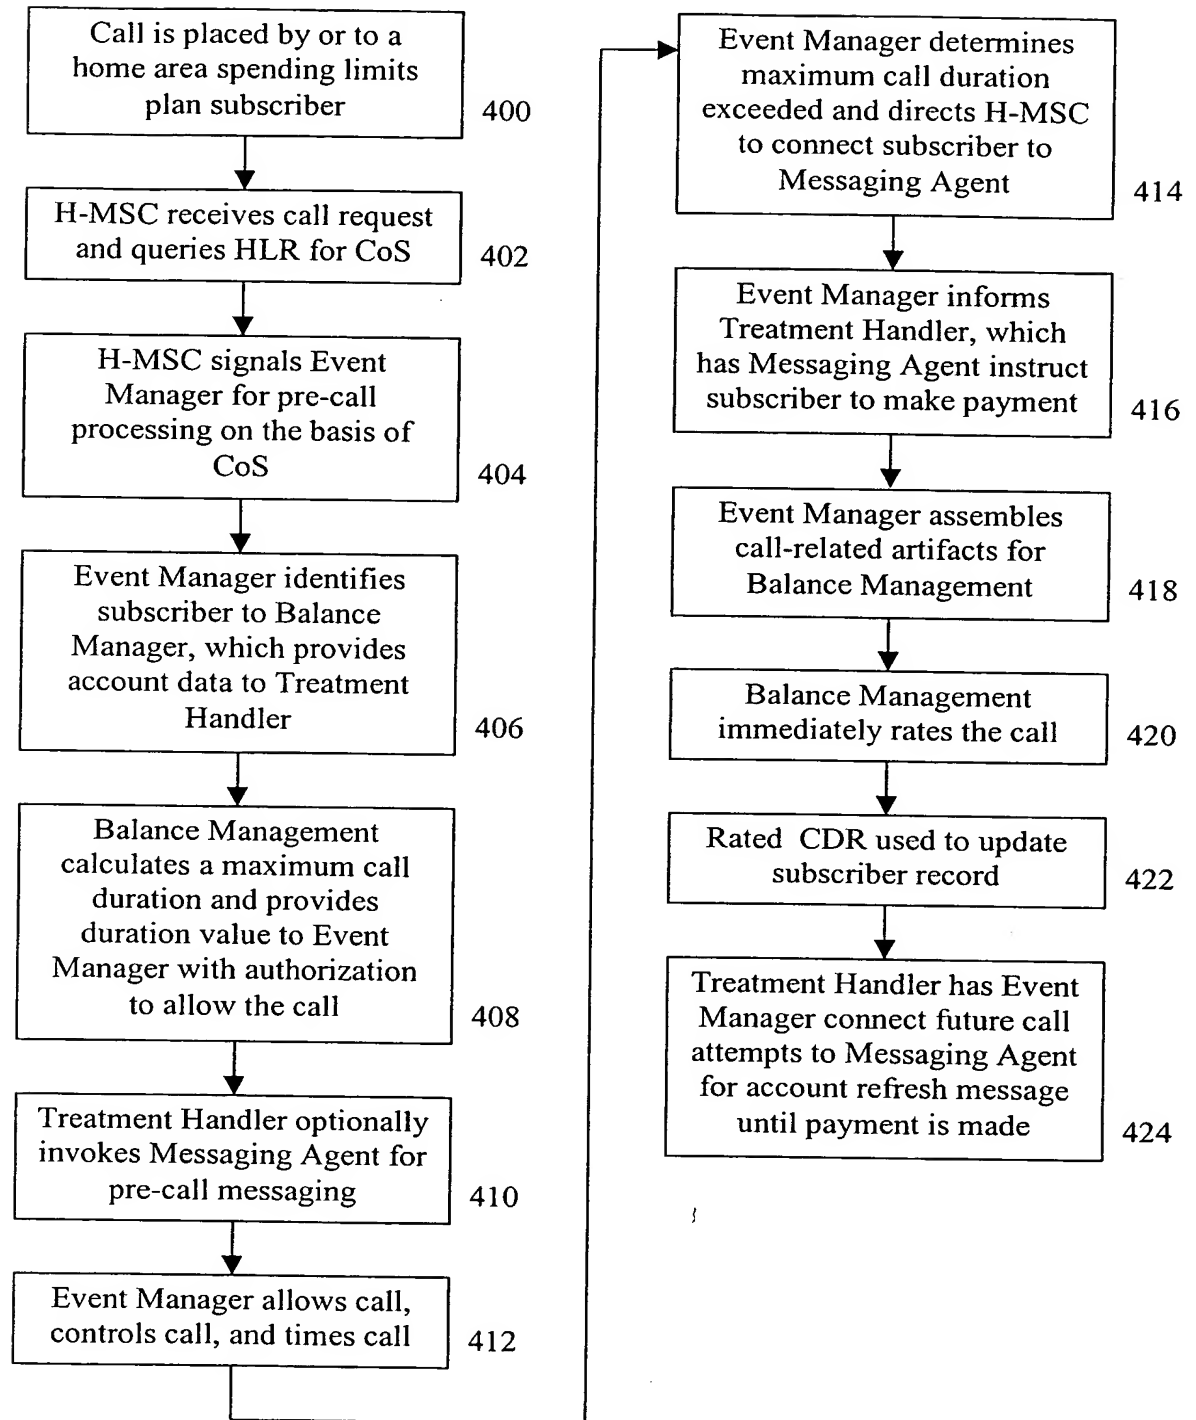 Call is placed by or to a
home area spending limits
plan subscriber
400
H-MSC receives call request
and queries HLR for CoS
402
H-MSC signals Event
Manager for pre-call
processing on the basis of
CoS
404
Event Manager identifies
subscriber to Balance
Manager, which provides
account data to Treatment
Handler
406
Balance Management
calculates a maximum call
duration and provides
duration value to Event
Manager with authorization
to allow the call
408
Treatment Handler optionally
invokes Messaging Agent for
pre-call messaging
410
Event Manager allows call,
controls call, and times call
412
Event Manager determines
maximum call duration
exceeded and directs H-MSC
to connect subscriber to
Messaging Agent
414
Event Manager informs
Treatment Handler, which
has Messaging Agent instruct
subscriber to make payment
416
Event Manager assembles
call-related artifacts for
Balance Management
418
Balance Management
immediately rates the call
420
Rated CDR used to update
subscriber record
422
Treatment Handler has Event
Manager connect future call
attempts to Messaging Agent
for account refresh message
until payment is made
424